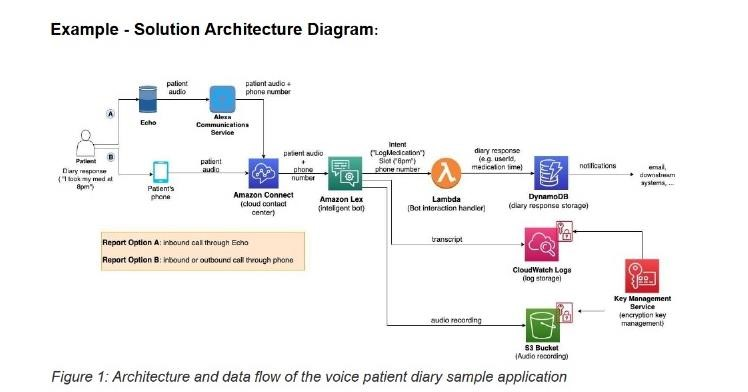 Example - Solution Architecture Diagram:
patient
audio
patient audio +
phone number
A
Echo
Alexa
Communications
Service
B
Patient
Diary response
("I took my med at
8pm")
patient
audio
Patient's
phone
patient audio
+
phone
number
Amazon Connect
(cloud contact
center)
Amazon Lex
(inteligent bot)
Intent
("LogMedication")
Slot ("8pm")
phone number
Lambda
(Bot interaction handler)
diary response
(e.g. userId,
medication time)
DynamoDB
(diary response storage)
notifications
email,
downstream
systems, ...
Report Option A: inbound call through Echo
Report Option B: inbound or outbound call through phone
transcript
CloudWatch Logs
(log storage)
Key Management
Service
(encryption key
management)
audio recording
S3 Bucket
(Audio recording)
Figure 1: Architecture and data flow of the voice patient diary sample application